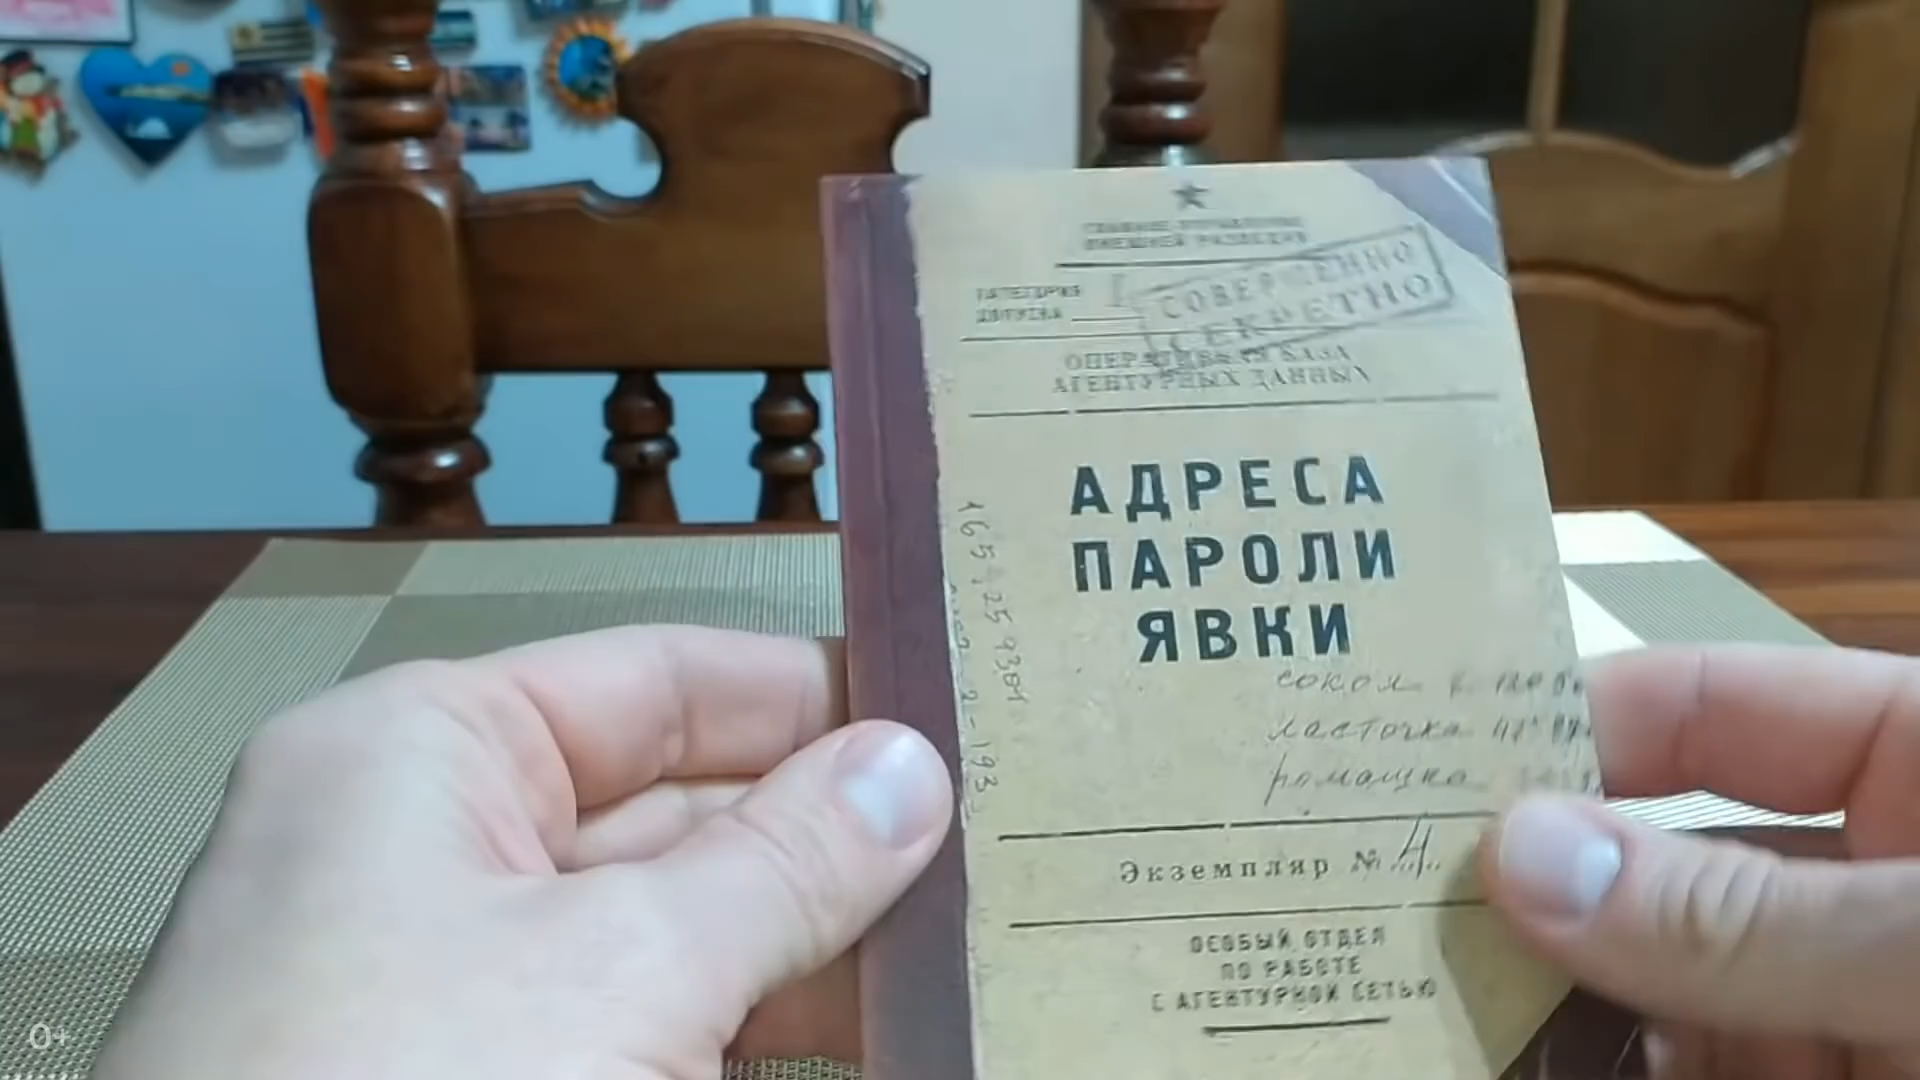 ГЛАВНОЕ УПРАВЛЕНИЕ
ВНЕШНЕЙ РАЗВЕДКИ
КАТЕГОРИЯ
ДОПУСКА
СОВЕРШЕННО
СЕКРЕТНО
ОПЕРАТИВНАЯ БАЗА
АГЕНТУРНЫХ ДАННЫХ
АДРЕСА
ПАРОЛИ
ЯВКИ
сокол
ласточка
ромашка
Экземпляр № 4
ОСОБЫЙ ОТДЕЛ
ПО РАБОТЕ
С АГЕНТУРНОЙ СЕТЬЮ
0+